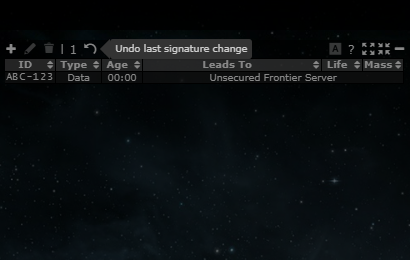 | 1 Undo last signature change A ?
ID Type Age Leads To Life Mass
ABC-123 Data 00:00 Unsecured Frontier Server